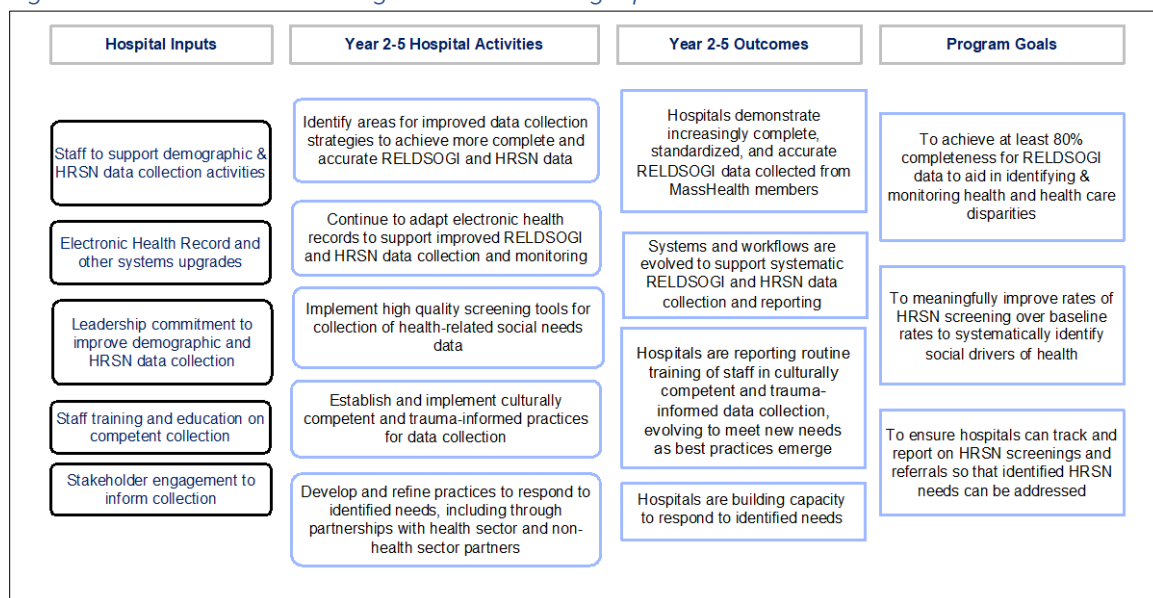 Hospital Inputs
Year 2-5 Hospital Activities
Year 2-5 Outcomes
Program Goals
Staff to support demographic &
HRSN data collection activities
Electronic Health Record and
other systems upgrades
Leadership commitment to
improve demographic and
HRSN data collection
Staff training and education on
competent collection
Stakeholder engagement to
inform collection
Identify areas for improved data collection
strategies to achieve more complete and
accurate RELDSOGI and HRSN data
Continue to adapt electronic health
records to support improved RELDSOGI
and HRSN data collection and monitoring
Implement high quality screening tools for
collection of health-related social needs
data
Establish and implement culturally
competent and trauma-informed practices
for data collection
Develop and refine practices to respond to
identified needs, including through
partnerships with health sector and non-
health sector partners
Hospitals demonstrate
increasingly complete,
standardized, and accurate
RELDSOGI data collected from
MassHealth members
Systems and workflows are
evolved to support systematic
RELDSOGI and HRSN data
collection and reporting
Hospitals are reporting routine
training of staff in culturally
competent and trauma-
informed data collection,
evolving to meet new needs
as best practices emerge
Hospitals are building capacity
to respond to identified needs
To achieve at least 80%
completeness for RELDSOGI
data to aid in identifying &
monitoring health and health care
disparities
To meaningfully improve rates of
HRSN screening over baseline
rates to systematically identify
social drivers of health
To ensure hospitals can track and
report on HRSN screenings and
referrals so that identified HRSN
needs can be addressed